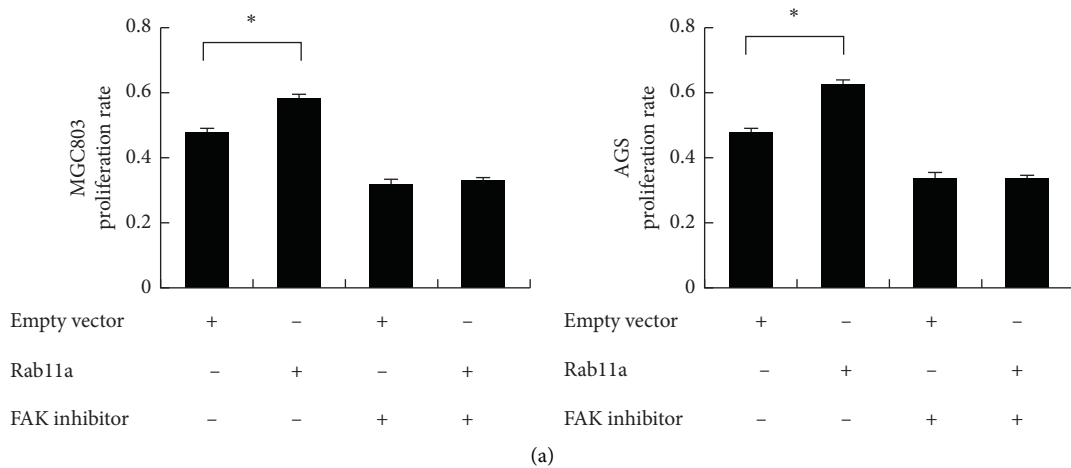 *
0.8
0.6
0.4
0.2
0
MGC803
proliferation rate
Empty vector + – + –
Rab11a – + – +
FAK inhibitor – – + +
*
0.8
0.6
0.4
0.2
0
AGS
proliferation rate
Empty vector + – + –
Rab11a – + – +
FAK inhibitor – – + +
(a)